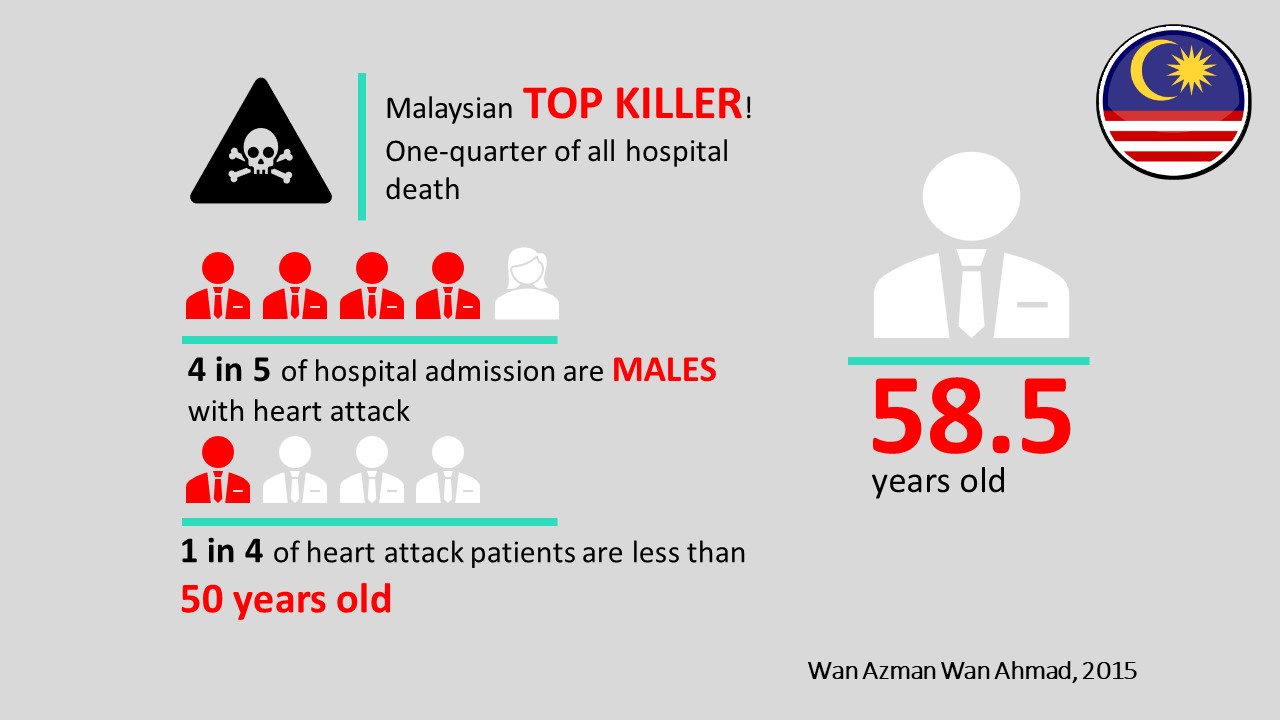 Malaysian TOP KILLER!
One-quarter of all hospital
death
4 in 5 of hospital admission are MALES
with heart attack
1 in 4 of heart attack patients are less than
50 years old
58.5
years old
Wan Azman Wan Ahmad, 2015